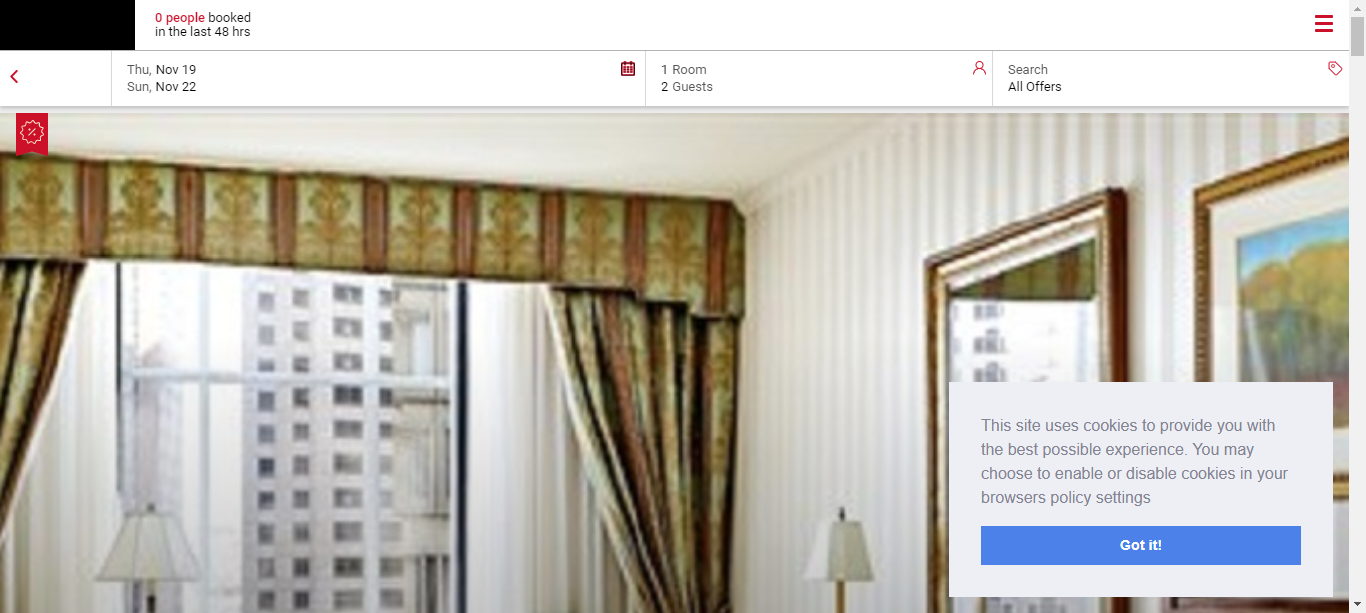 0 people booked
in the last 48 hrs
Thu, Nov 19
Sun, Nov 22
1 Room
2 Guests
Search
All Offers
This site uses cookies to provide you with
the best possible experience. You may
choose to enable or disable cookies in your
browsers policy settings
Got it!